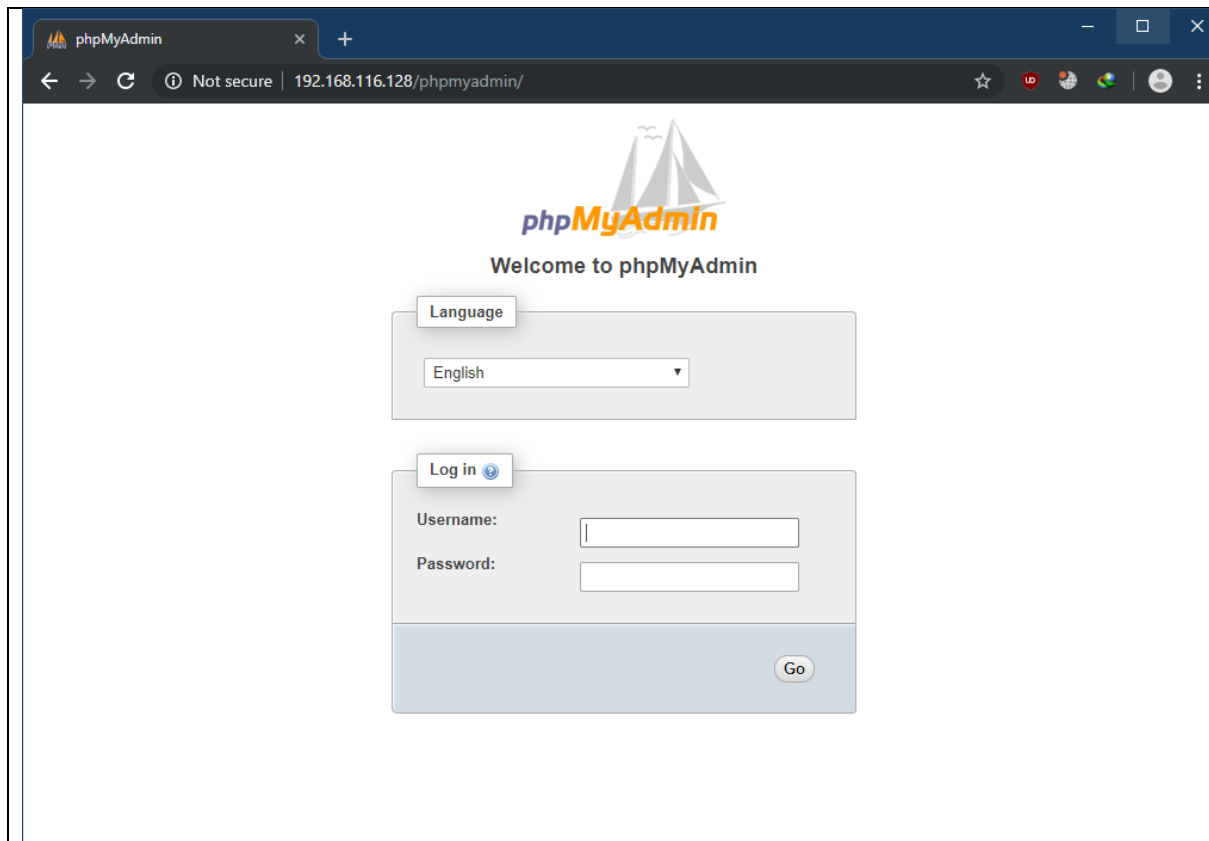 phpMyAdmin
Not secure | 192.168.116.128/phpmyadmin/
phpMyAdmin
Welcome to phpMyAdmin
Language
English
Log in
Username:
Password:
Go